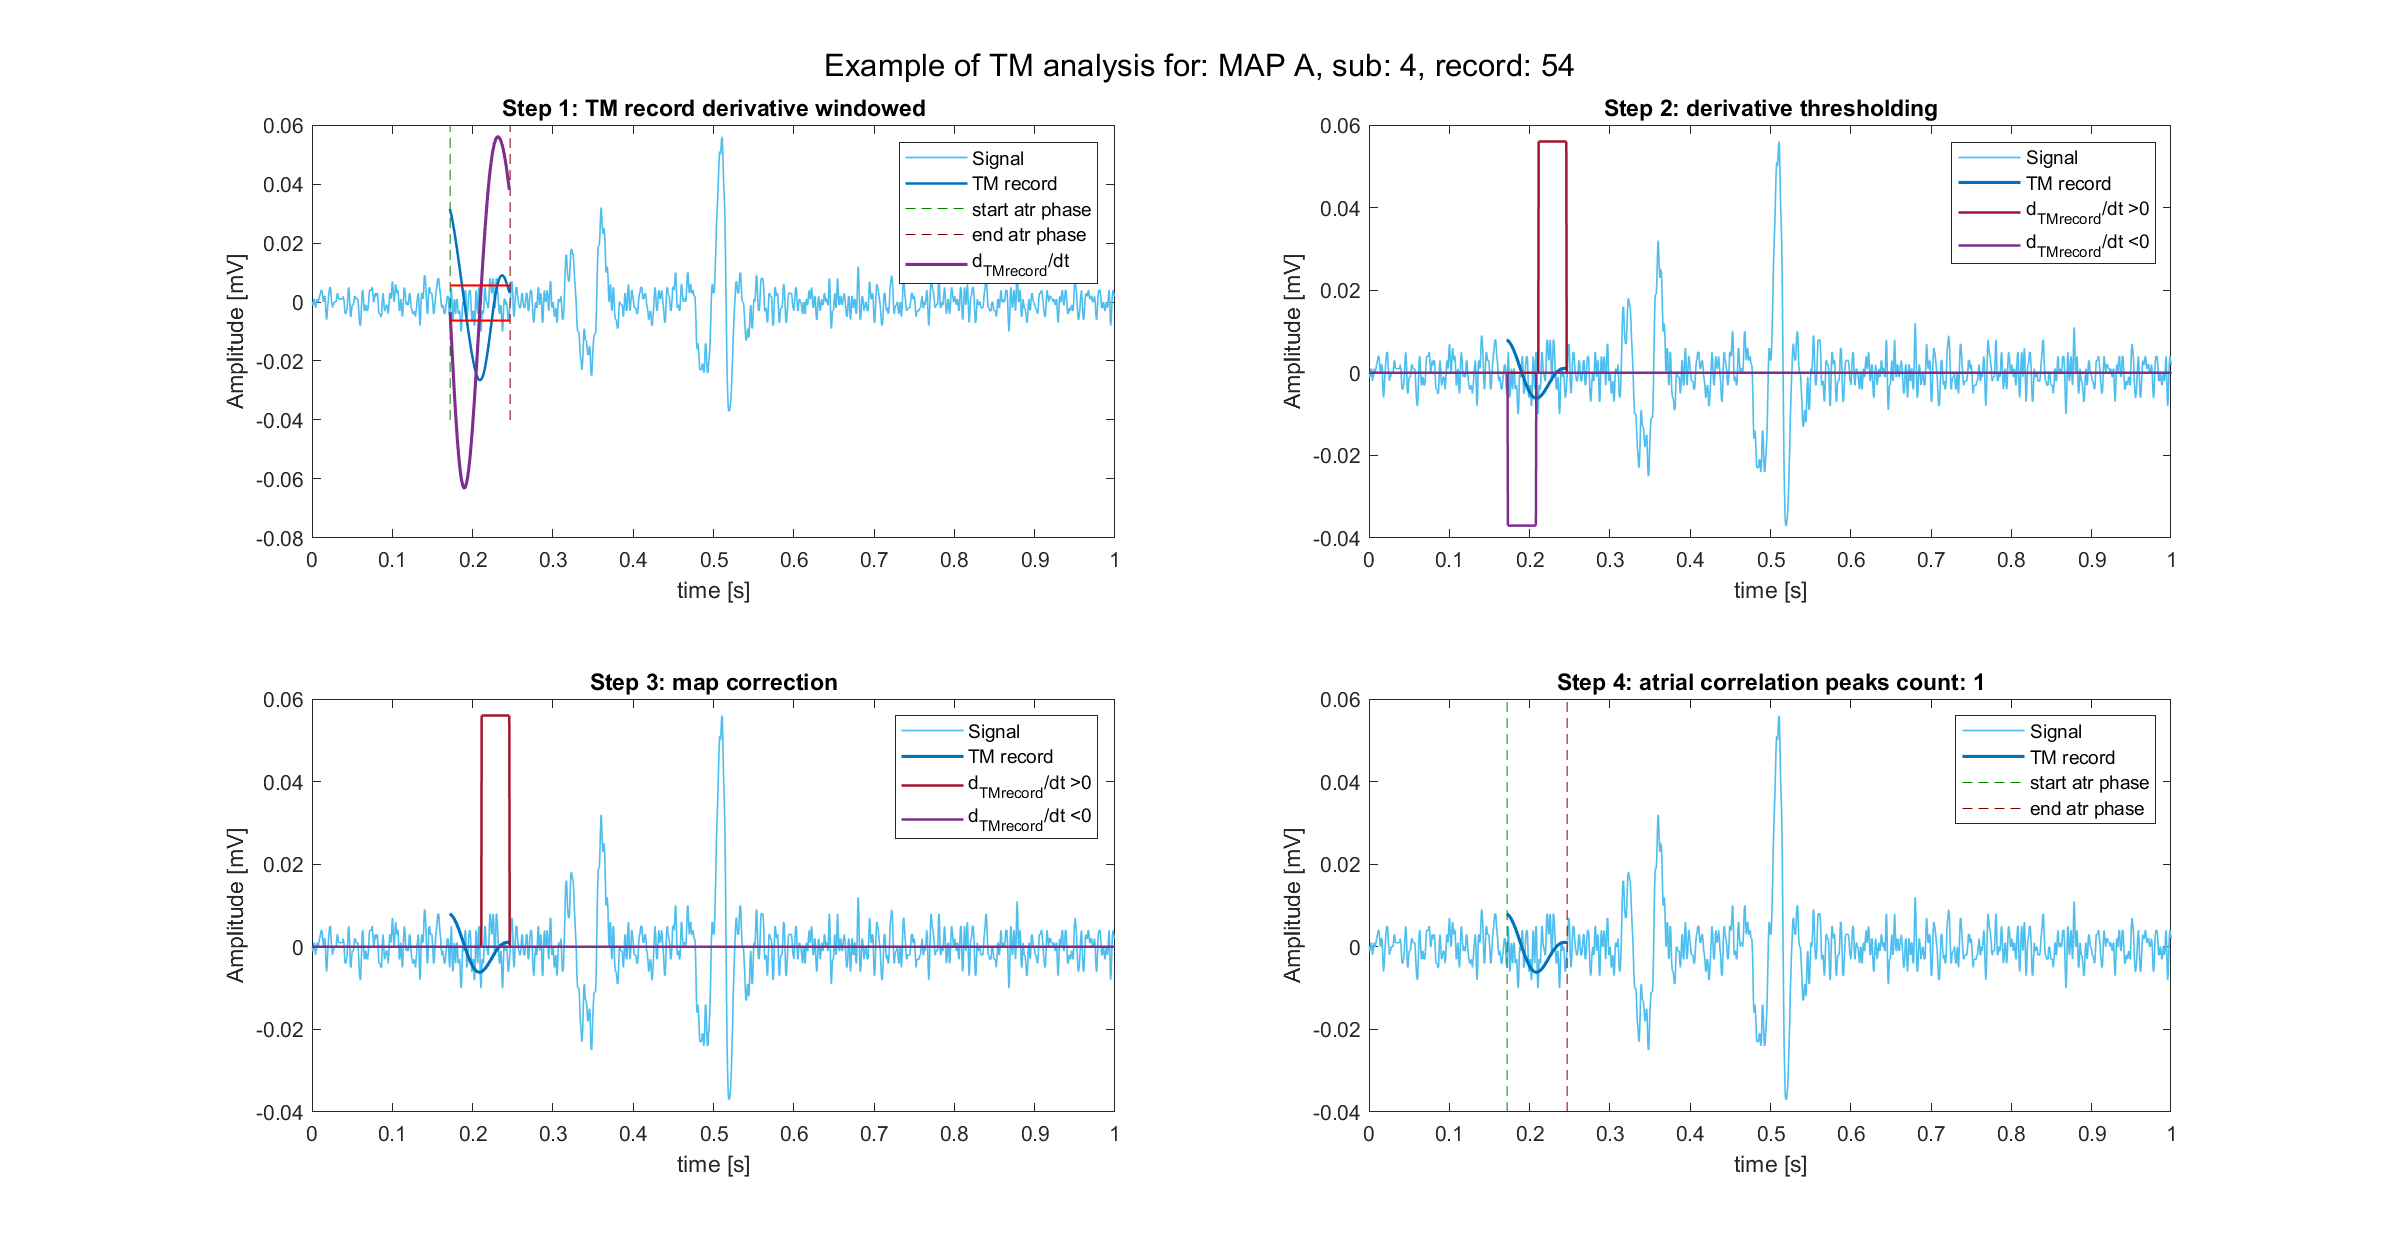 Example of TM analysis for: MAP A, sub: 4, record: 54
Step 1: TM record derivative windowed
0.06
0.04
0.02
0
-0.02
-0.04
-0.06
-0.08
Amplitude [mV]
0 0.1 0.2 0.3 0.4 0.5 0.6 0.7 0.8 0.9 1
time [s]
Signal
TM record
start atr phase
end atr phase
dTMrecord/dt
Step 2: derivative thresholding
0.06
0.04
0.02
0
-0.02
-0.04
Amplitude [mV]
0 0.1 0.2 0.3 0.4 0.5 0.6 0.7 0.8 0.9 1
time [s]
Signal
TM record
dTMrecord/dt >0
dTMrecord/dt <0
Step 3: map correction
0.06
0.04
0.02
0
-0.02
-0.04
Amplitude [mV]
0 0.1 0.2 0.3 0.4 0.5 0.6 0.7 0.8 0.9 1
time [s]
Signal
TM record
dTMrecord/dt >0
dTMrecord/dt <0
Step 4: atrial correlation peaks count: 1
0.06
0.04
0.02
0
-0.02
-0.04
Amplitude [mV]
0 0.1 0.2 0.3 0.4 0.5 0.6 0.7 0.8 0.9 1
time [s]
Signal
TM record
start atr phase
end atr phase